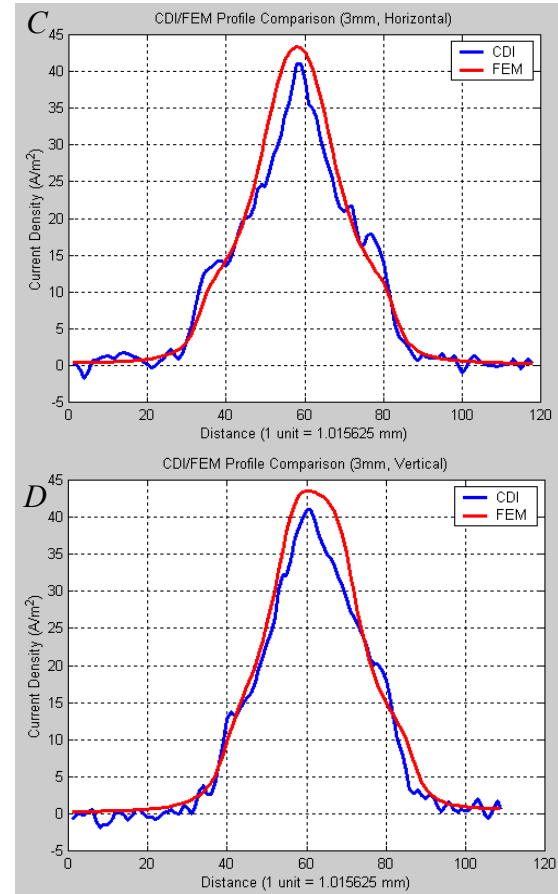 C
CDI/FEM Profile Comparison (3mm, Horizontal)
45
40
35
30
25
20
15
10
5
0
-5
Current Density (A/m²)
CDI
FEM
0 20 40 60 80 100 120
Distance (1 unit = 1.015625 mm)
D
CDI/FEM Profile Comparison (3mm, Vertical)
45
40
35
30
25
20
15
10
5
0
-5
Current Density (A/m²)
CDI
FEM
0 20 40 60 80 100 120
Distance (1 unit = 1.015625 mm)